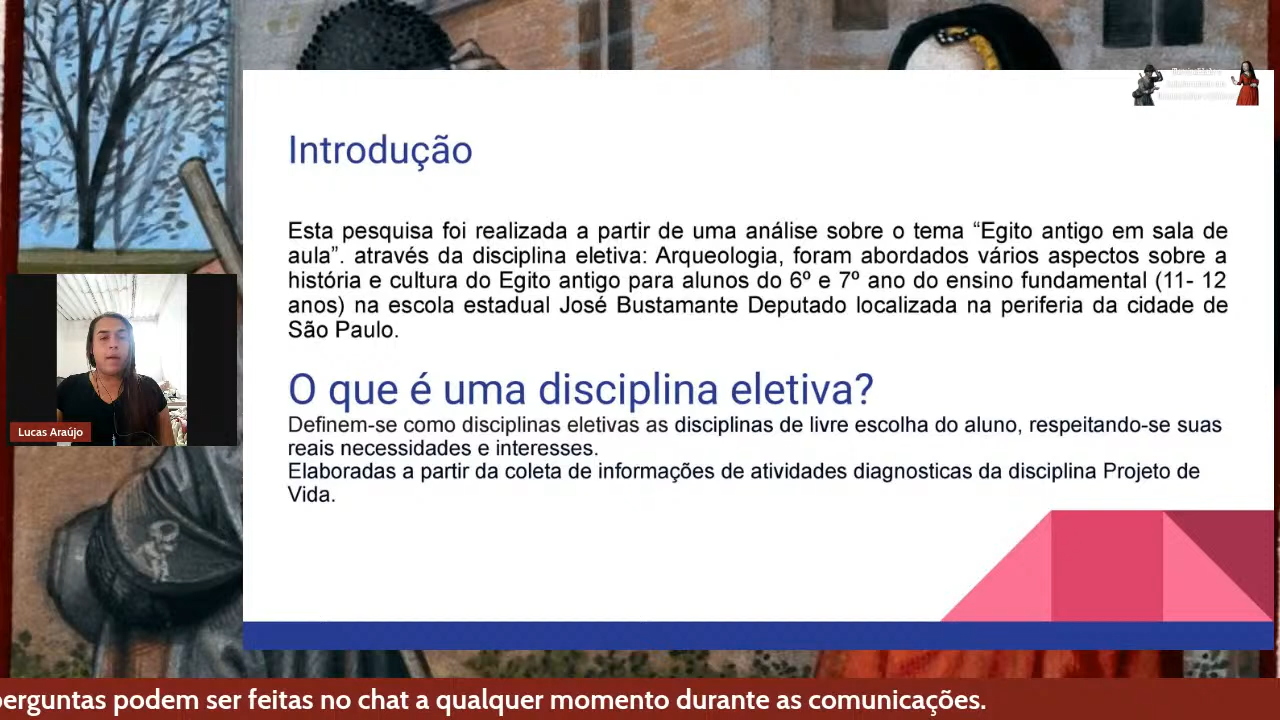 Introdução
Esta pesquisa foi realizada a partir de uma análise sobre o tema “Egito antigo em sala de
aula”. através da disciplina eletiva: Arqueologia, foram abordados vários aspectos sobre a
história e cultura do Egito antigo para alunos do 6º e 7º ano do ensino fundamental (11- 12
anos) na escola estadual José Bustamante Deputado localizada na periferia da cidade de
São Paulo.
O que é uma disciplina eletiva?
Definem-se como disciplinas eletivas as disciplinas de livre escolha do aluno, respeitando-se suas
reais necessidades e interesses.
Elaboradas a partir da coleta de informações de atividades diagnosticas da disciplina Projeto de
Vida.
Lucas Araújo
perguntas podem ser feitas no chat a qualquer momento durante as comunicações.